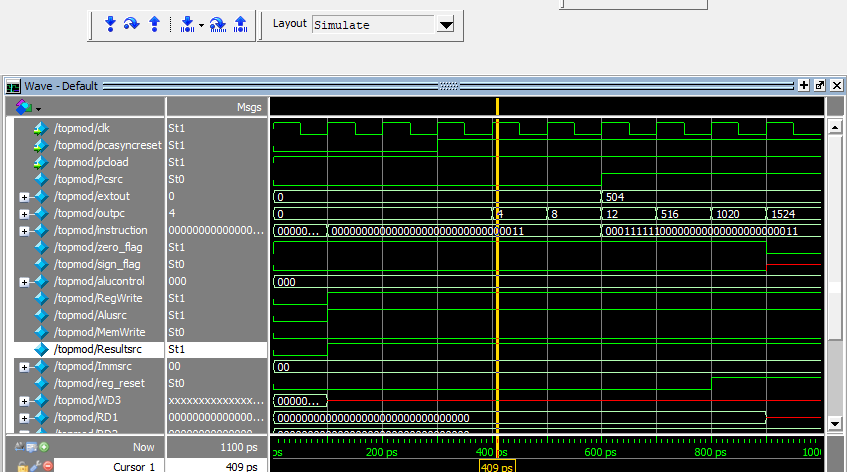 Layout Simulate
Wave - Default
Msgs
/topmod/clk St1
/topmod/pcasyncreset St1
/topmod/pcload St1
/topmod/Pcsrc St0
/topmod/extout 0 0 504
/topmod/outpc 4 0 4 8 12 516 1020 1524
/topmod/instruction 00000000000000... 00000... 00000000000000000000000000000011 00011111100000000000000000000011
/topmod/zero_flag St1
/topmod/sign_flag St0
/topmod/alucontrol 000 000
/topmod/RegWrite St1
/topmod/Alusrc St1
/topmod/MemWrite St0
/topmod/Resultsrc St1
/topmod/Immsrc 00 00
/topmod/reg_reset St0
/topmod/WD3 xxxxxxxxxxxxxx... 00000...
/topmod/RD1 00000000000000... 00000000000000000000000000000000
Now 1100 ps ps 200 ps 400 ps 600 ps 800 ps 1000
Cursor 1 409 ps 409 ps